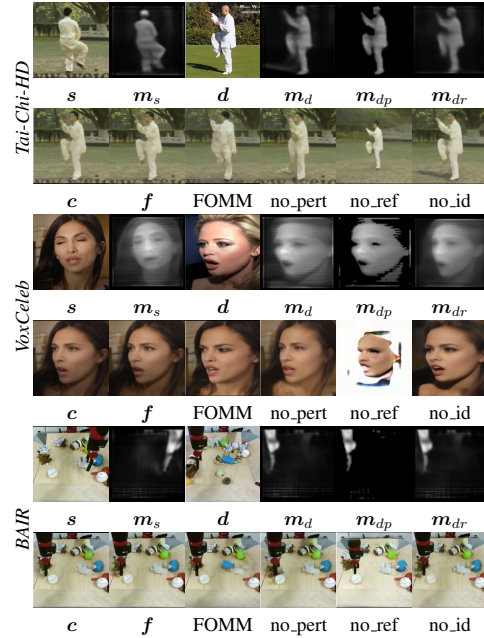 s m_s d m_d m_dp m_dr
Tai-Chi-HD
c f FOMM no_pert no_ref no_id
s m_s d m_d m_dp m_dr
VoxCeleb
c f FOMM no_pert no_ref no_id
s m_s d m_d m_dp m_dr
BAIR
c f FOMM no_pert no_ref no_id